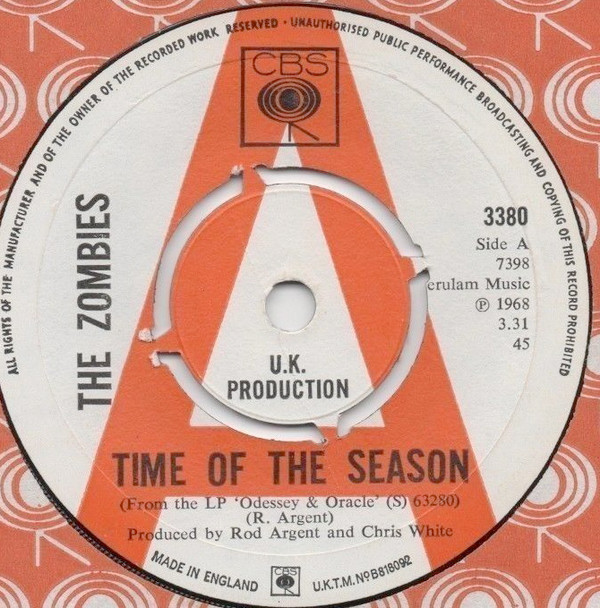 ALL RIGHTS OF THE MANUFACTURER AND OF THE OWNER OF THE RECORDED WORK RESERVED · UNAUTHORISED PUBLIC PERFORMANCE BROADCASTING AND COPYING OF THIS RECORD PROHIBITED
CBS
THE ZOMBIES
3380
Side A
7398
erulam Music
℗ 1968
3.31
45
U.K.
PRODUCTION
TIME OF THE SEASON
(From the LP 'Odessey & Oracle' (S) 63280)
(R. Argent)
Produced by Rod Argent and Chris White
MADE IN ENGLAND
CBS
U.K.T.M. Nº B818092